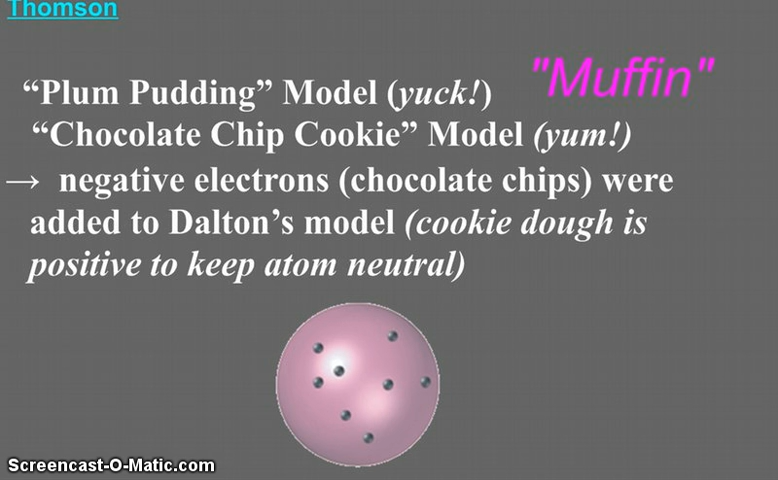 Thomson
"Muffin"
“Plum Pudding” Model (yuck!)
“Chocolate Chip Cookie” Model (yum!)
→ negative electrons (chocolate chips) were
added to Dalton’s model (cookie dough is
positive to keep atom neutral)
Screencast-O-Matic.com